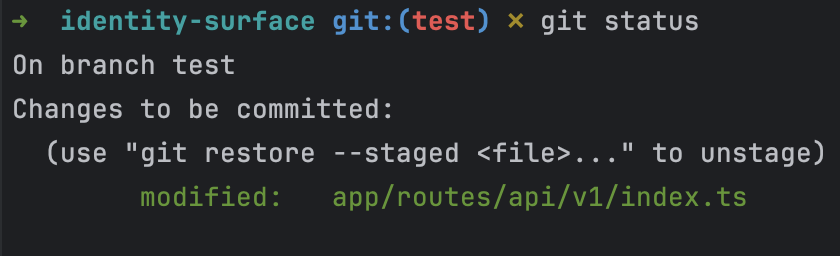 ➜  identity-surface git:(test) ✗ git status
On branch test
Changes to be committed:
  (use "git restore --staged <file>..." to unstage)
        modified:   app/routes/api/v1/index.ts